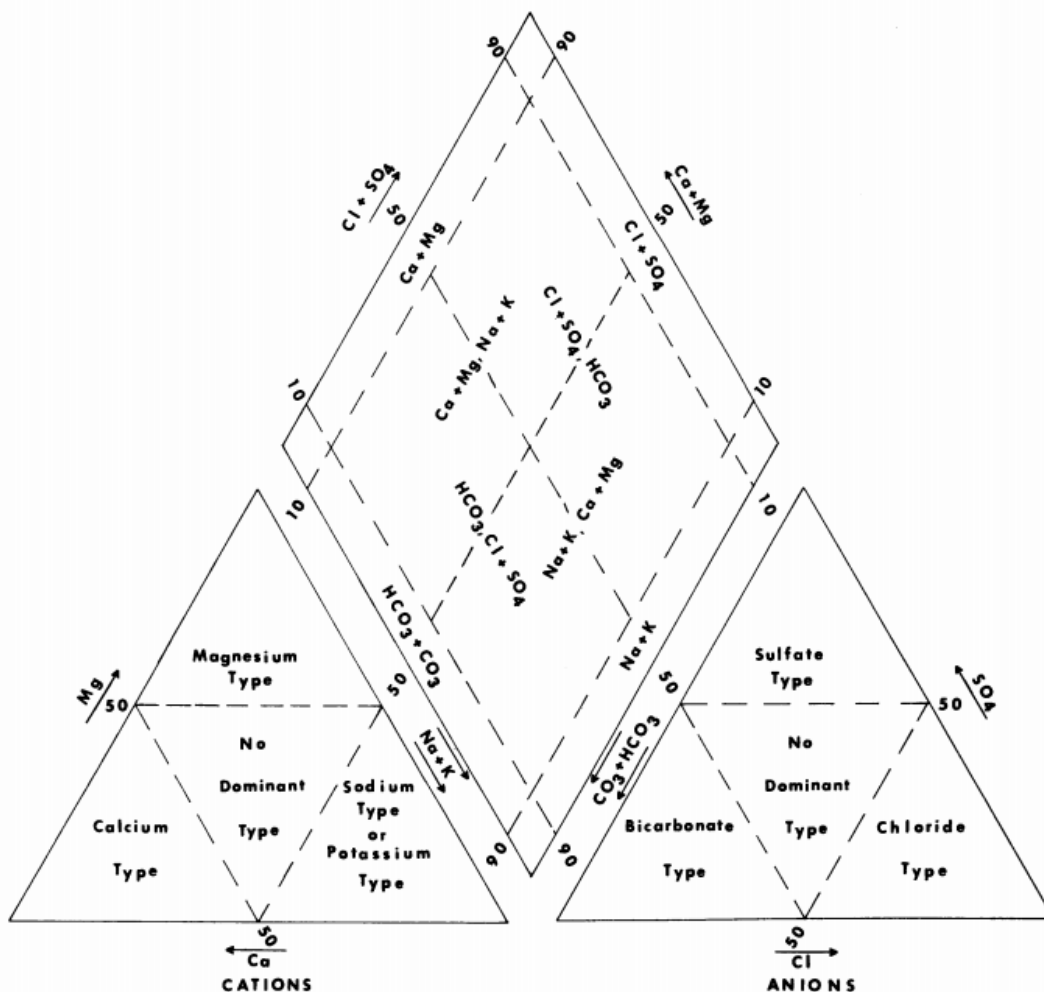 90
90
Cl + SO4
Ca+Mg
50
50
Ca+Mg
Cl + SO4
Ca+Mg, Na+K
Cl+SO4, HCO3
10
10
10
10
HCO3, Cl + SO4
Na+K, Ca+Mg
HCO3+CO3
Na+K
Magnesium
Type
Sulfate
Type
Mg
50
50
50
50
SO4
No
Dominant
Type
No
Dominant
Type
Na+K
CO3+HCO3
Sodium
Type
or
Potassium
Type
Calcium
Type
Bicarbonate
Type
Chloride
Type
90
90
50
50
Ca
Cl
CATIONS
ANIONS